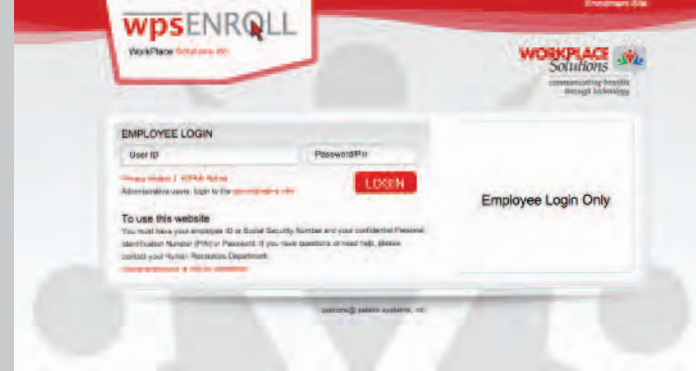 Enrollment Site
wpsENROLL
WorkPlace Solutions Inc
WORKPLACE
Solutions
communicating benefits
through technology
EMPLOYEE LOGIN
User ID
Password/Pin
Privacy Notice | HIPAA Notice
LOGIN
Administrative users, login to the
Employee Login Only
To use this website
You must have your employee ID or Social Security Number and your confidential Personal
Identification Number (PIN) or Password. If you have questions or need help, please
contact your Human Resources Department.